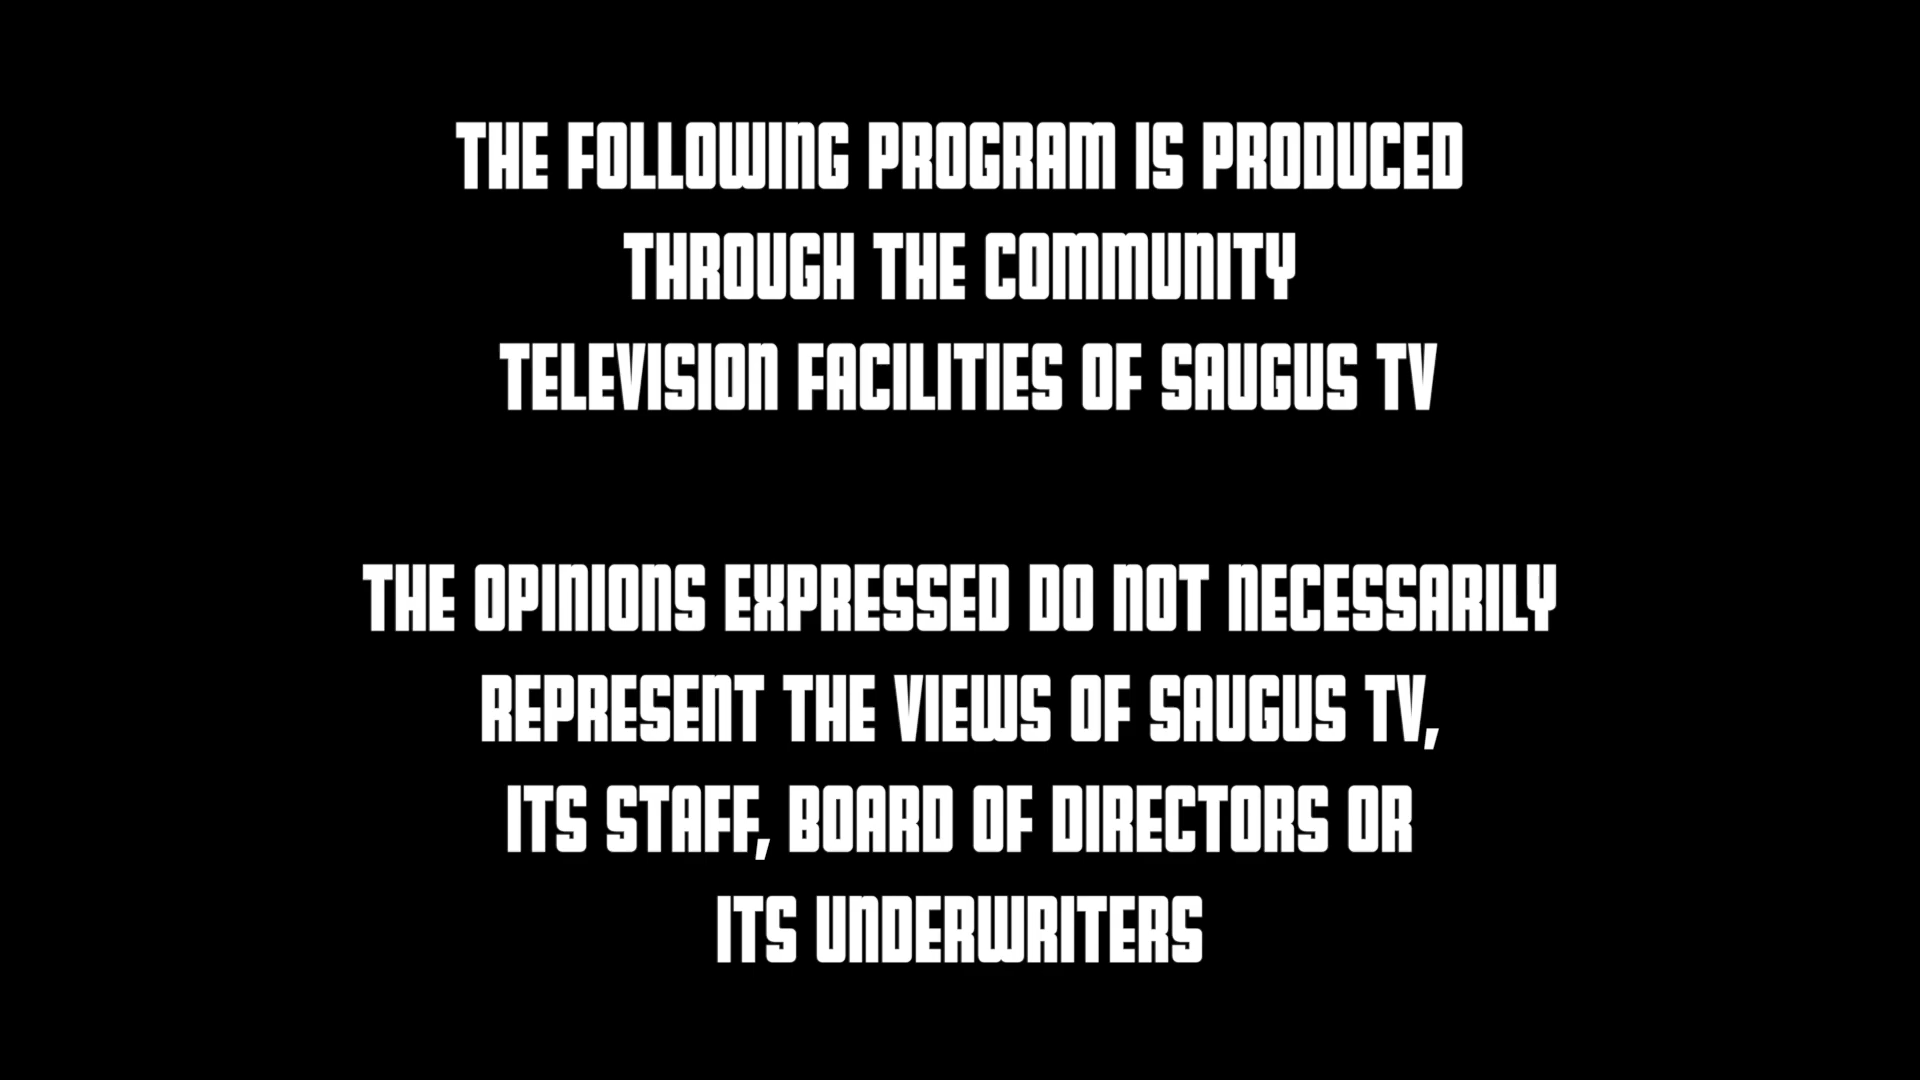 THE FOLLOWING PROGRAM IS PRODUCED
THROUGH THE COMMUNITY
TELEVISION FACILITIES OF SAUGUS TV
THE OPINIONS EXPRESSED DO NOT NECESSARILY
REPRESENT THE VIEWS OF SAUGUS TV,
ITS STAFF, BOARD OF DIRECTORS OR
ITS UNDERWRITERS